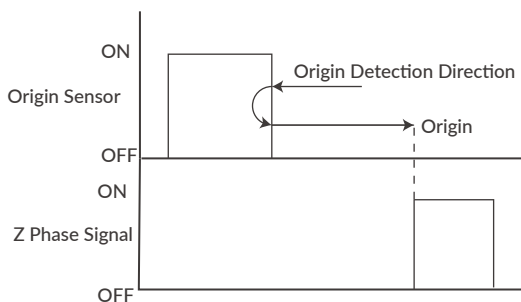 ON
Origin Detection Direction
Origin Sensor
Origin
OFF
ON
Z Phase Signal
OFF